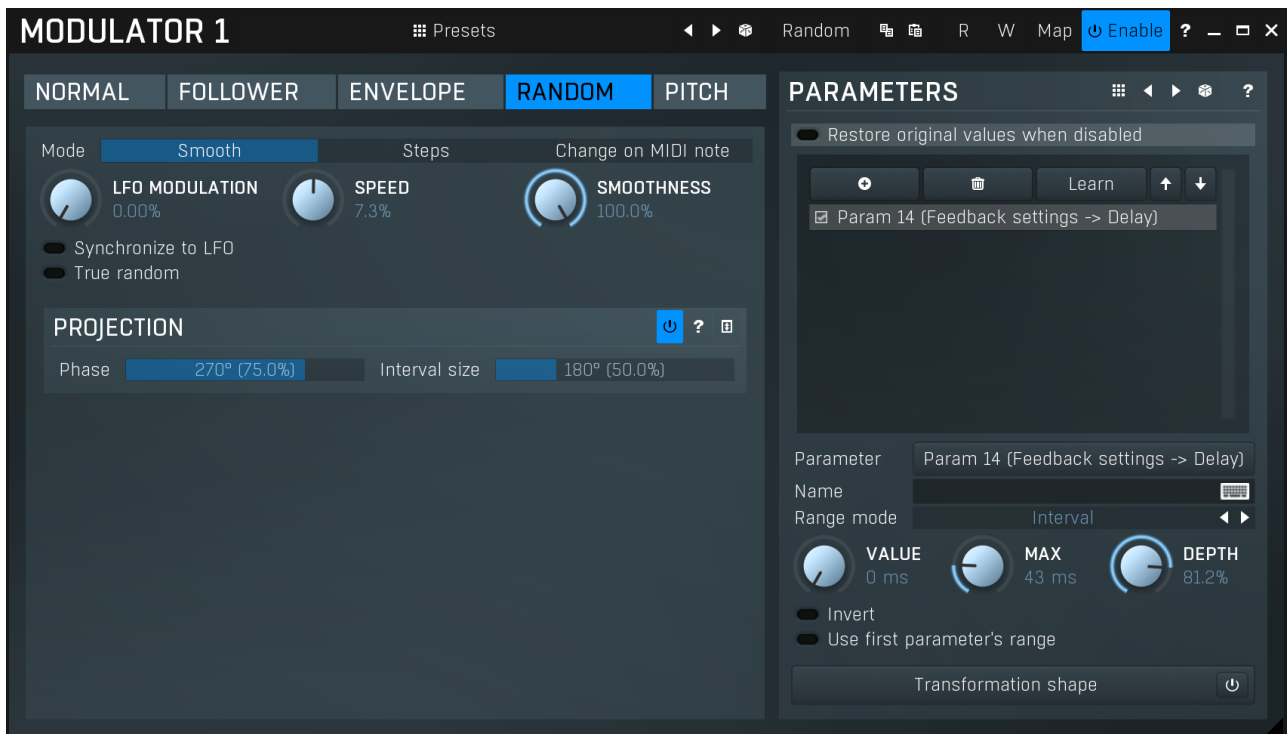 MODULATOR 1 Presets Random R W Map Enable ?
NORMAL FOLLOWER ENVELOPE RANDOM PITCH
Mode Smooth Steps Change on MIDI note
LFO MODULATION SPEED SMOOTHNESS
0.00% 7.3% 100.0%
Synchronize to LFO
True random
PROJECTION ?
Phase 270° (75.0%) Interval size 180° (50.0%)
PARAMETERS ?
Restore original values when disabled
Learn
Param 14 (Feedback settings -> Delay)
Parameter Param 14 (Feedback settings -> Delay)
Name
Range mode Interval
VALUE MAX DEPTH
0 ms 43 ms 81.2%
Invert
Use first parameter's range
Transformation shape